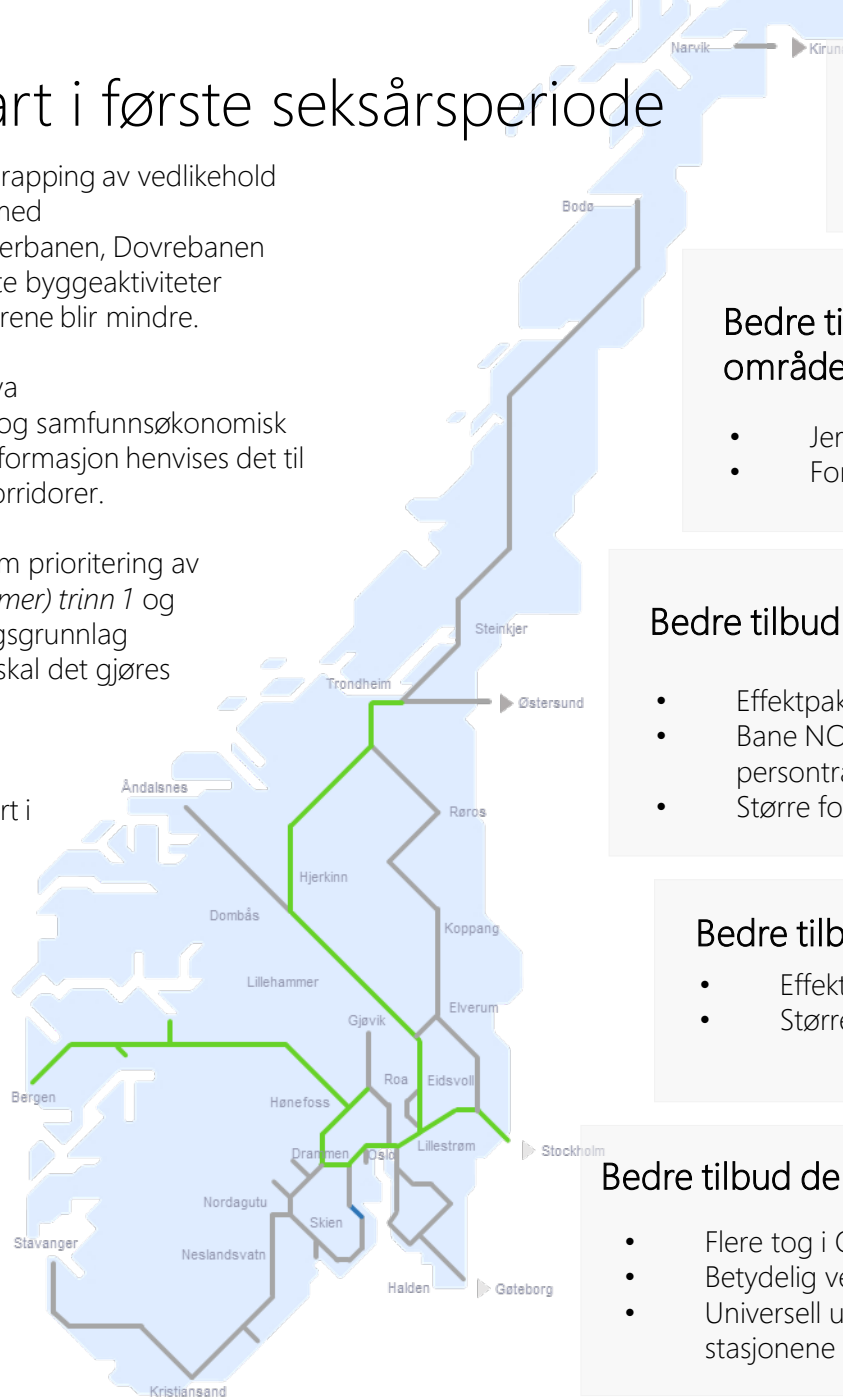 art i første seksårsperiode
rapping av vedlikehold
ned
erbanen, Dovrebanen
te byggeaktiviteter
rene blir mindre.
va
og samfunnsøkonomisk
formasjon henvises det til
orridorer.
m prioritering av
mer) trinn 1 og
gsgrunnlag
skal det gjøres
rt i
Narvik
Kiruna
Bodø
Steinkjer
Trondheim
Østersund
Åndalsnes
Røros
Hjerkinn
Dombås
Koppang
Lillehammer
Elverum
Gjøvik
Roa
Eidsvoll
Bergen
Hønefoss
Lillestrøm
Stockholm
Drammen
Oslo
Nordagutu
Skien
Stavanger
Neslandsvatn
Halden
Gøteborg
Kristiansand
Bedre ti
område
• Jer
• For
Bedre tilbud
• Effektpak
• Bane NO
persontra
• Større fo
Bedre tilb
• Effekt
• Større
Bedre tilbud de
• Flere tog i O
• Betydelig ve
• Universell u
stasjonene